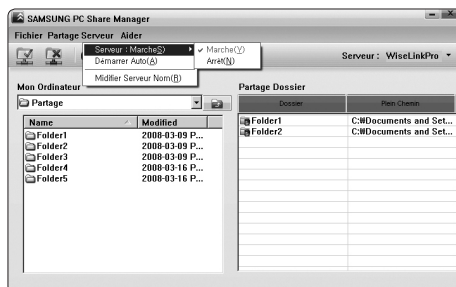 SAMSUNG PC Share Manager
Fichier Partage Serveur Aider
Serveur : Marche(S)
Marche(Y)
Démarrer Auto(A)
Arrêt(N)
Midifier Serveur Nom(R)
Serveur : WiseLinkPro
Mon Ordinateur
Partage Dossier
Partage
Dossier Plein Chemin
Name Modified
Folder1 2008-03-09 P...
Folder2 2008-03-09 P...
Folder3 2008-03-09 P...
Folder4 2008-03-16 P...
Folder5 2008-03-16 P...
Folder1 C:₩Documents and Set...
Folder2 C:₩Documents and Set...